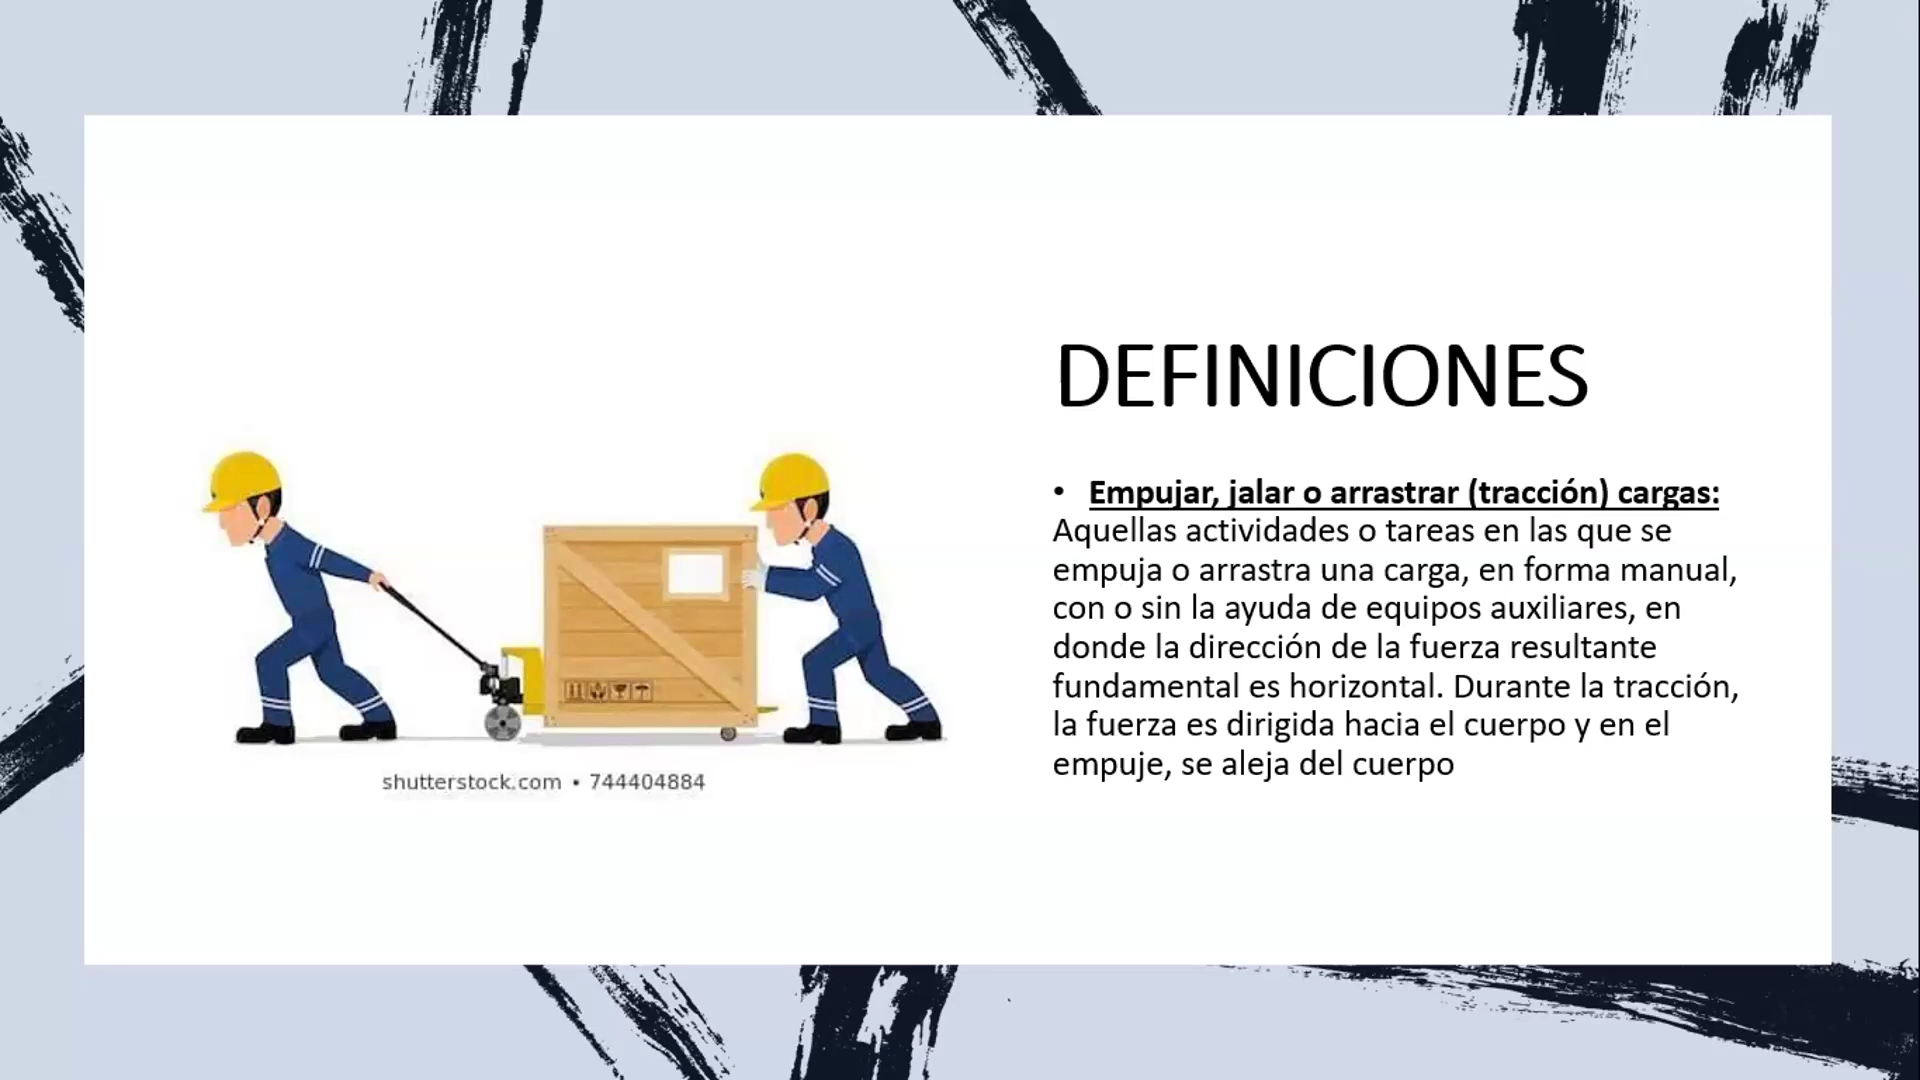 DEFINICIONES
• Empujar, jalar o arrastrar (tracción) cargas:
Aquellas actividades o tareas en las que se
empuja o arrastra una carga, en forma manual,
con o sin la ayuda de equipos auxiliares, en
donde la dirección de la fuerza resultante
fundamental es horizontal. Durante la tracción,
la fuerza es dirigida hacia el cuerpo y en el
empuje, se aleja del cuerpo
shutterstock.com • 744404884